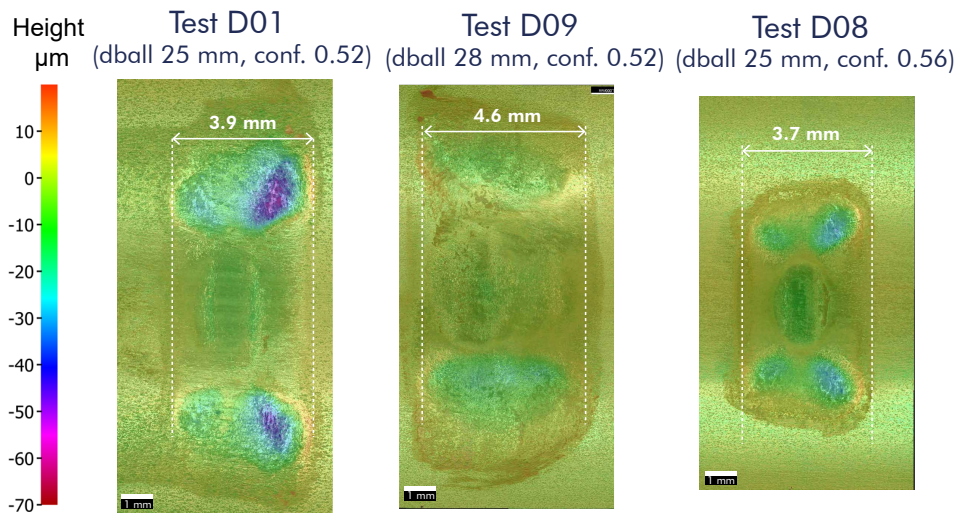 Height
µm
10
0
-10
-20
-30
-40
-50
-60
-70
Test D01
(dball 25 mm, conf. 0.52)
3.9 mm
1 mm
Test D09
(dball 28 mm, conf. 0.52)
4.6 mm
1 mm
Test D08
(dball 25 mm, conf. 0.56)
3.7 mm
1 mm